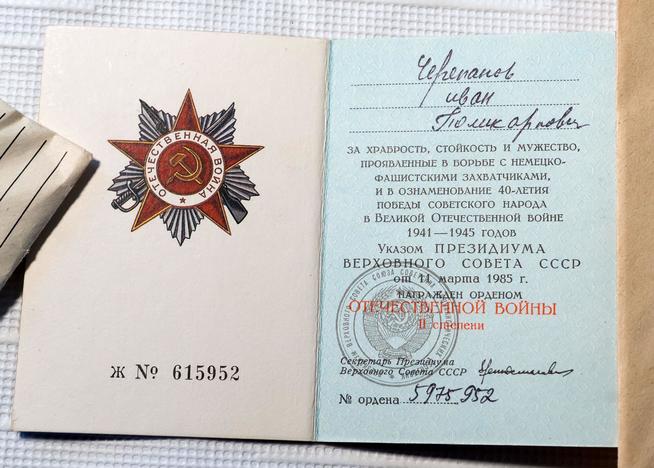 ОТЕЧЕСТВЕННАЯ ВОЙНА
Ж № 615952
Черепанов
Иван
Поликарпович
ЗА ХРАБРОСТЬ, СТОЙКОСТЬ И МУЖЕСТВО,
ПРОЯВЛЕННЫЕ В БОРЬБЕ С НЕМЕЦКО-
ФАШИСТСКИМИ ЗАХВАТЧИКАМИ,
И В ОЗНАМЕНОВАНИЕ 40-ЛЕТИЯ
ПОБЕДЫ СОВЕТСКОГО НАРОДА
В ВЕЛИКОЙ ОТЕЧЕСТВЕННОЙ ВОЙНЕ
1941—1945 ГОДОВ
УКАЗОМ ПРЕЗИДИУМА
ВЕРХОВНОГО СОВЕТА СССР
от 11 марта 1985 г.
НАГРАЖДЕН ОРДЕНОМ
ОТЕЧЕСТВЕННОЙ ВОЙНЫ
II степени
Секретарь Президиума
Верховного Совета СССР
№ ордена 5975952